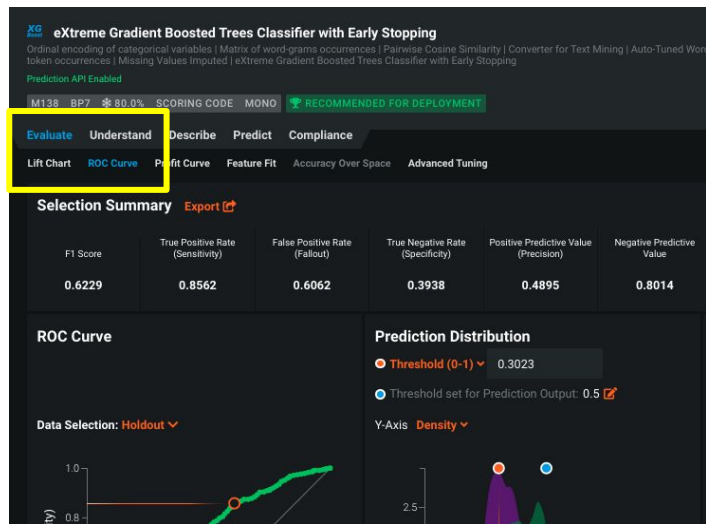 XG Boost eXtreme Gradient Boosted Trees Classifier with Early Stopping
Ordinal encoding of categorical variables | Matrix of word-grams occurrences | Pairwise Cosine Similarity | Converter for Text Mining | Auto-Tuned Wor
token occurrences | Missing Values Imputed | eXtreme Gradient Boosted Trees Classifier with Early Stopping
Prediction API Enabled
M138 BP7 80.0% SCORING CODE MONO RECOMMENDED FOR DEPLOYMENT
Evaluate Understand Describe Predict Compliance
Lift Chart ROC Curve Profit Curve Feature Fit Accuracy Over Space Advanced Tuning
Selection Summary Export
F1 Score
0.6229
True Positive Rate
(Sensitivity)
0.8562
False Positive Rate
(Fallout)
0.6062
True Negative Rate
(Specificity)
0.3938
Positive Predictive Value
(Precision)
0.4895
Negative Predictive
Value
0.8014
ROC Curve
Data Selection: Holdout
1.0
0.8
Prediction Distribution
Threshold (0-1) 0.3023
Threshold set for Prediction Output: 0.5
Y-Axis Density
2.5